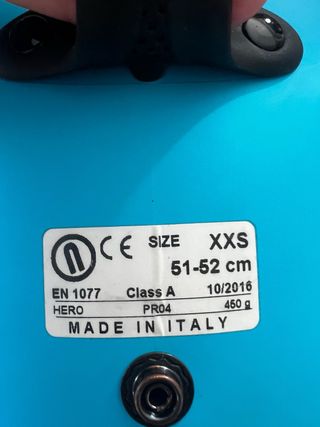 n CE SIZE XXS
51-52 cm
EN 1077 Class A 10/2016
HERO PR04 450 g
MADE IN ITALY